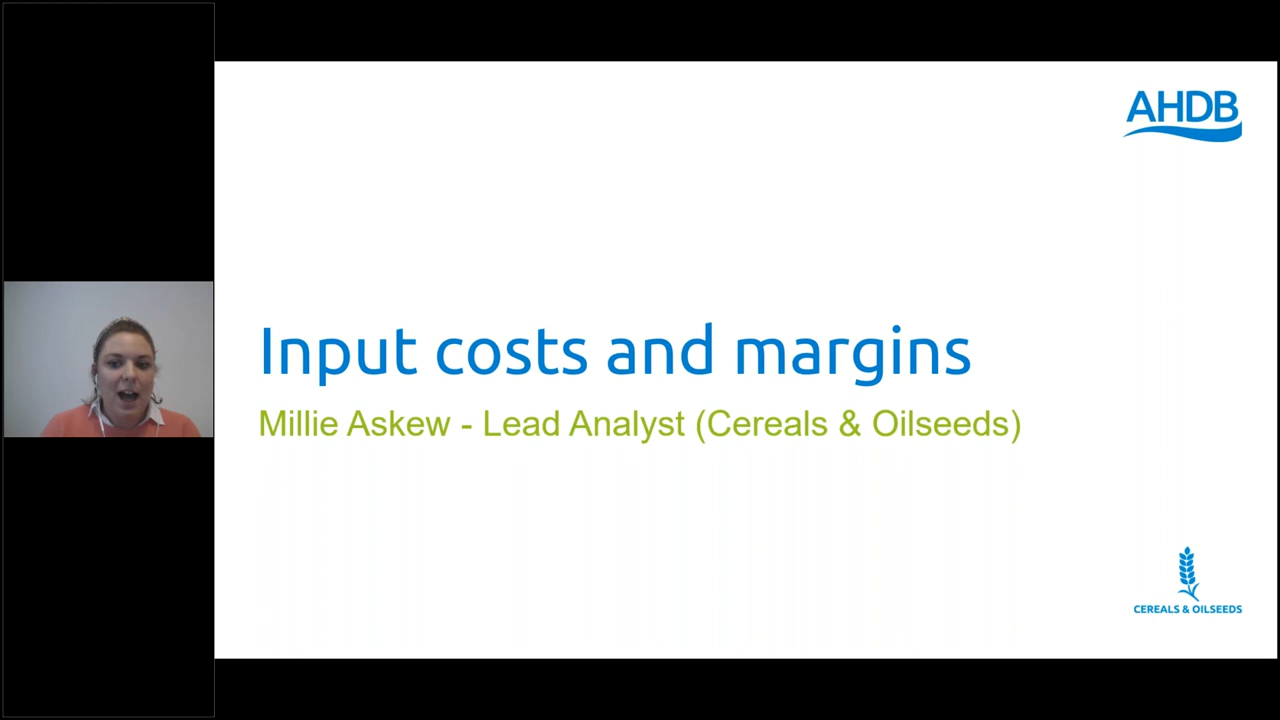 AHDB
Input costs and margins
Millie Askew - Lead Analyst (Cereals & Oilseeds)
CEREALS & OILSEEDS